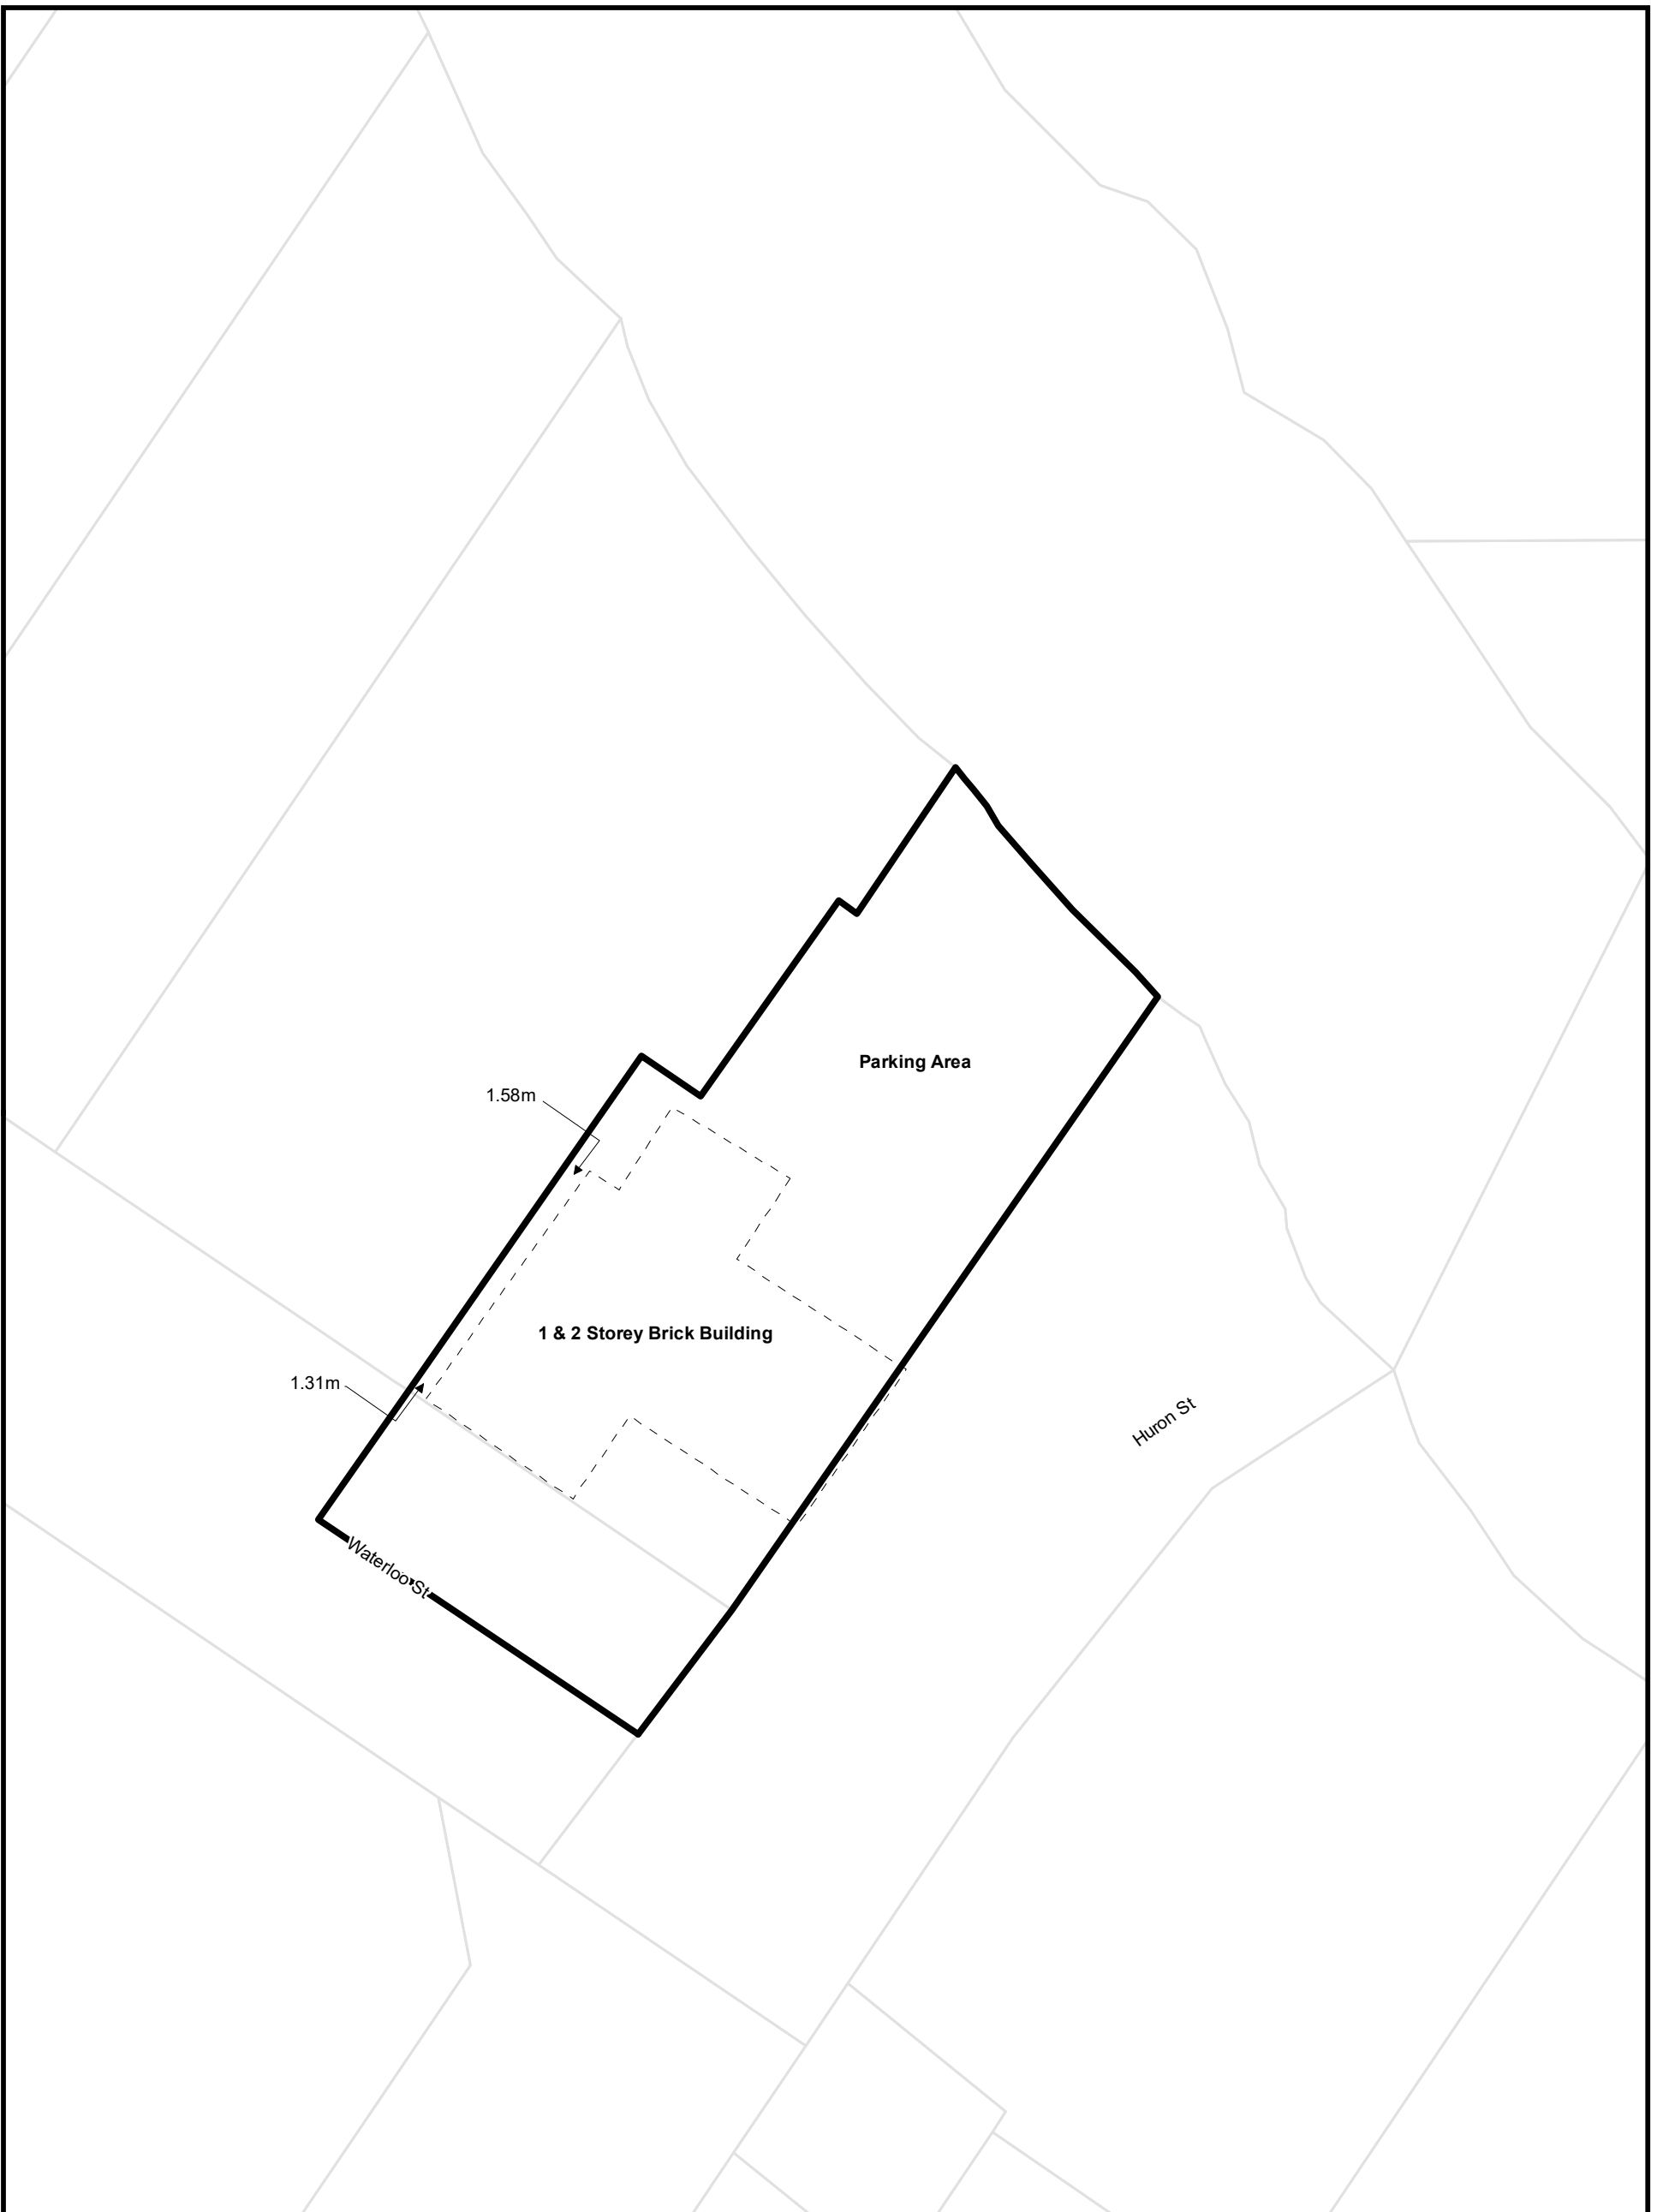 Parking Area
1.58m
1 & 2 Storey Brick Building
1.31m
Huron St
Waterloo St